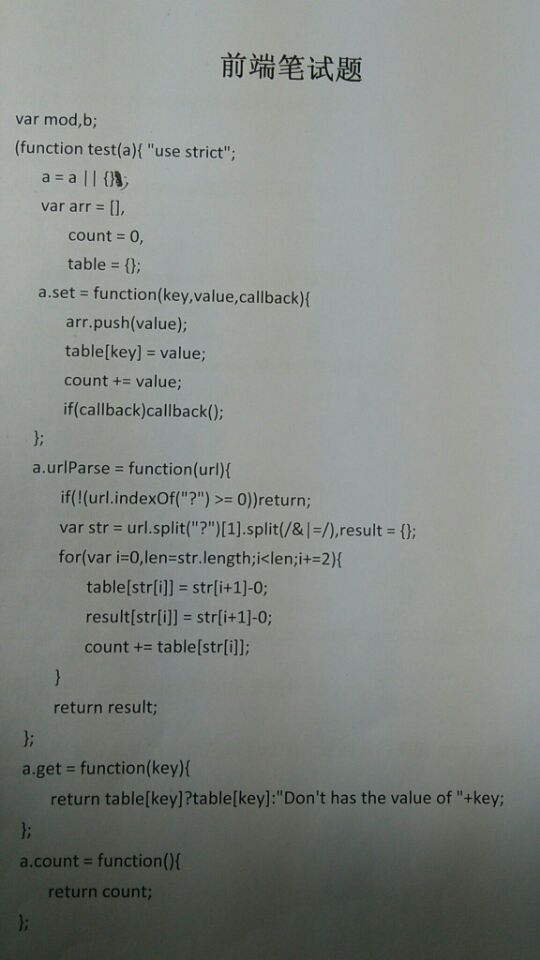 前端笔试题
var mod,b;
(function test(a){ "use strict";
a = a || {};
var arr = [],
count = 0,
table = {};
a.set = function(key,value,callback){
arr.push(value);
table[key] = value;
count += value;
if(callback)callback();
};
a.urlParse = function(url){
if(!(url.indexOf("?") >= 0))return;
var str = url.split("?")[1].split(/&|=/),result = {};
for(var i=0,len=str.length;i<len;i+=2){
table[str[i]] = str[i+1]-0;
result[str[i]] = str[i+1]-0;
count += table[str[i]];
}
return result;
};
a.get = function(key){
return table[key]?table[key]:"Don't has the value of "+key;
};
a.count = function(){
return count;
};